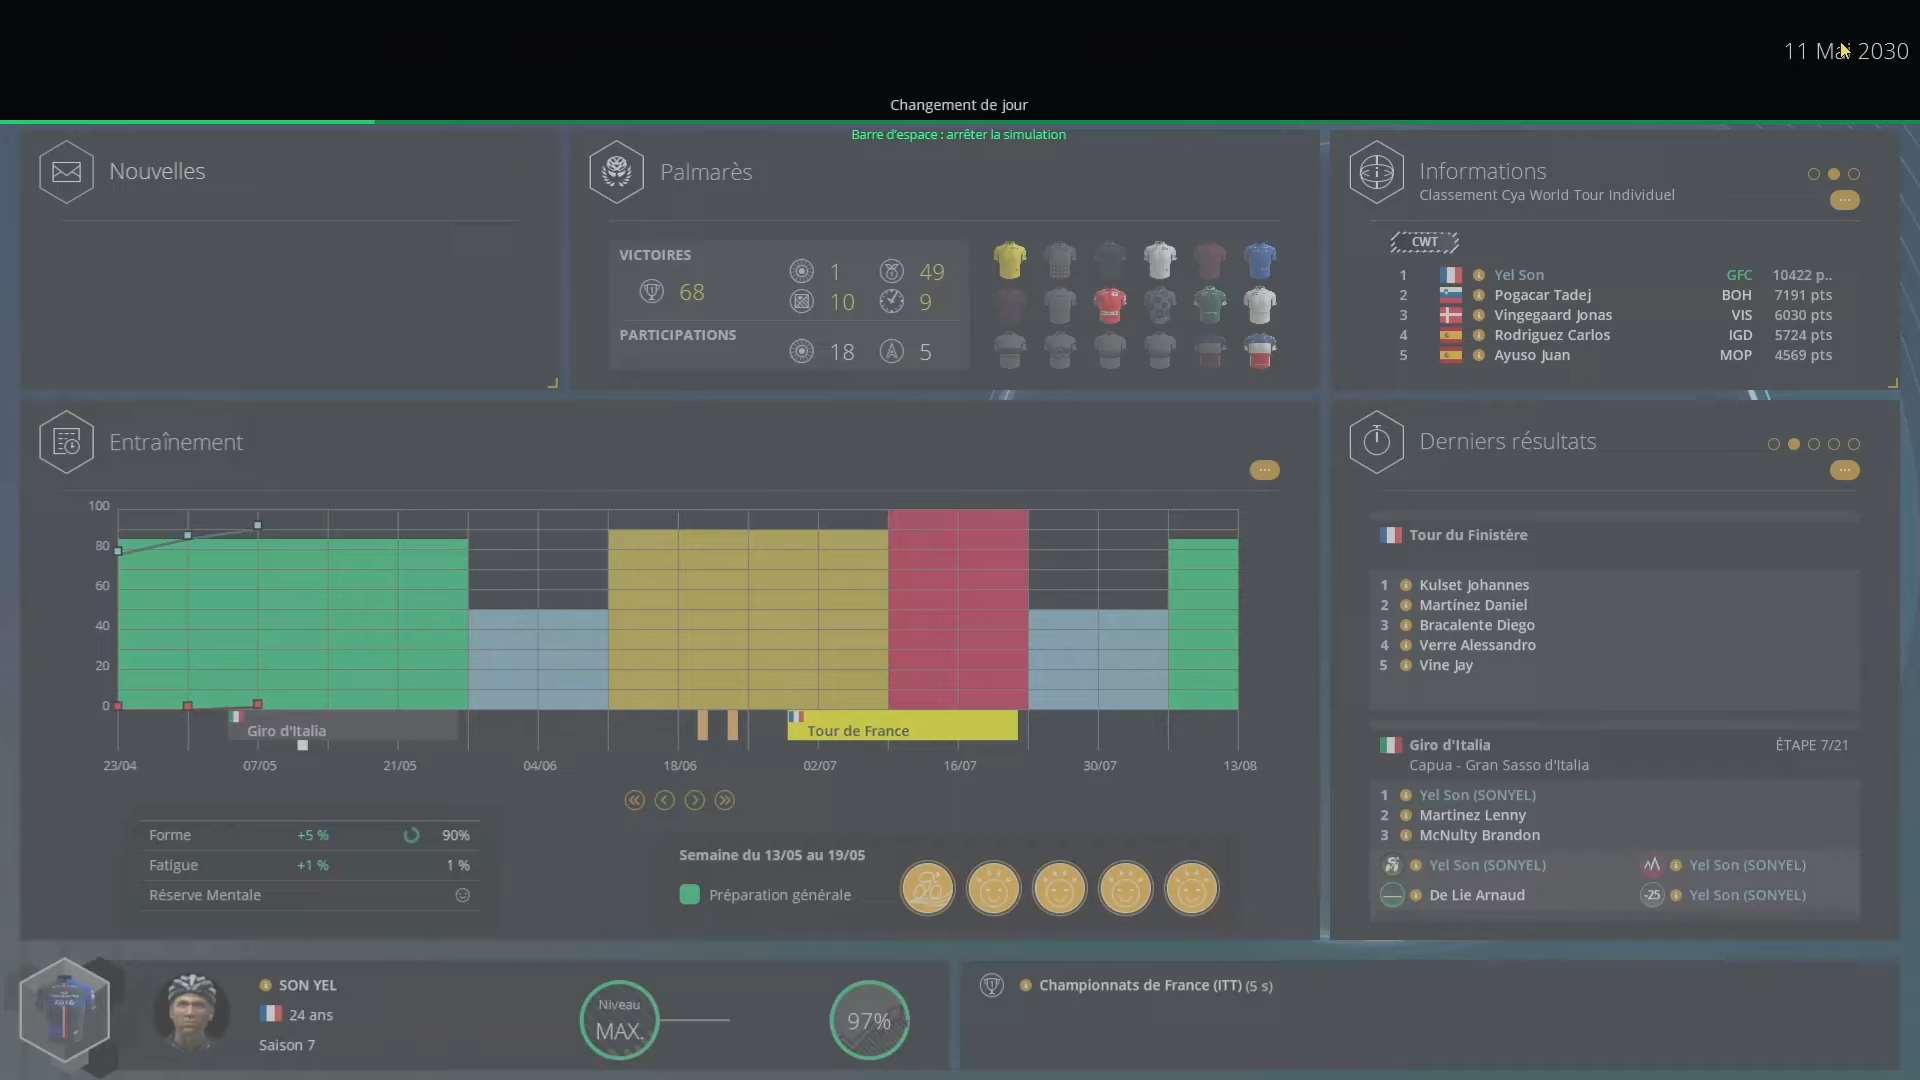 11 Mai 2030
Changement de jour
Barre d'espace : arrêter la simulation
Nouvelles
Palmarès
VICTOIRES
68
1
49
10
9
PARTICIPATIONS
18
5
Informations
Classement Cya World Tour Individuel
CWT
1 Yel Son GFC 10422 p..
2 Pogacar Tadej BOH 7191 pts
3 Vingegaard Jonas VIS 6030 pts
4 Rodriguez Carlos IGD 5724 pts
5 Ayuso Juan MOP 4569 pts
Entraînement
100
80
60
40
20
0
Giro d'Italia
Tour de France
23/04 07/05 21/05 04/06 18/06 02/07 16/07 30/07 13/08
Forme +5 % 90%
Fatigue +1 % 1 %
Réserve Mentale
Semaine du 13/05 au 19/05
Préparation générale
Derniers résultats
Tour du Finistère
1 Kulset Johannes
2 Martínez Daniel
3 Bracalente Diego
4 Verre Alessandro
5 Vine Jay
Giro d'Italia ÉTAPE 7/21
Capua - Gran Sasso d'Italia
1 Yel Son (SONYEL)
2 Martinez Lenny
3 McNulty Brandon
Yel Son (SONYEL) Yel Son (SONYEL)
De Lie Arnaud -25 Yel Son (SONYEL)
SON YEL
24 ans
Saison 7
Niveau
MAX.
97%
Championnats de France (ITT) (5 s)